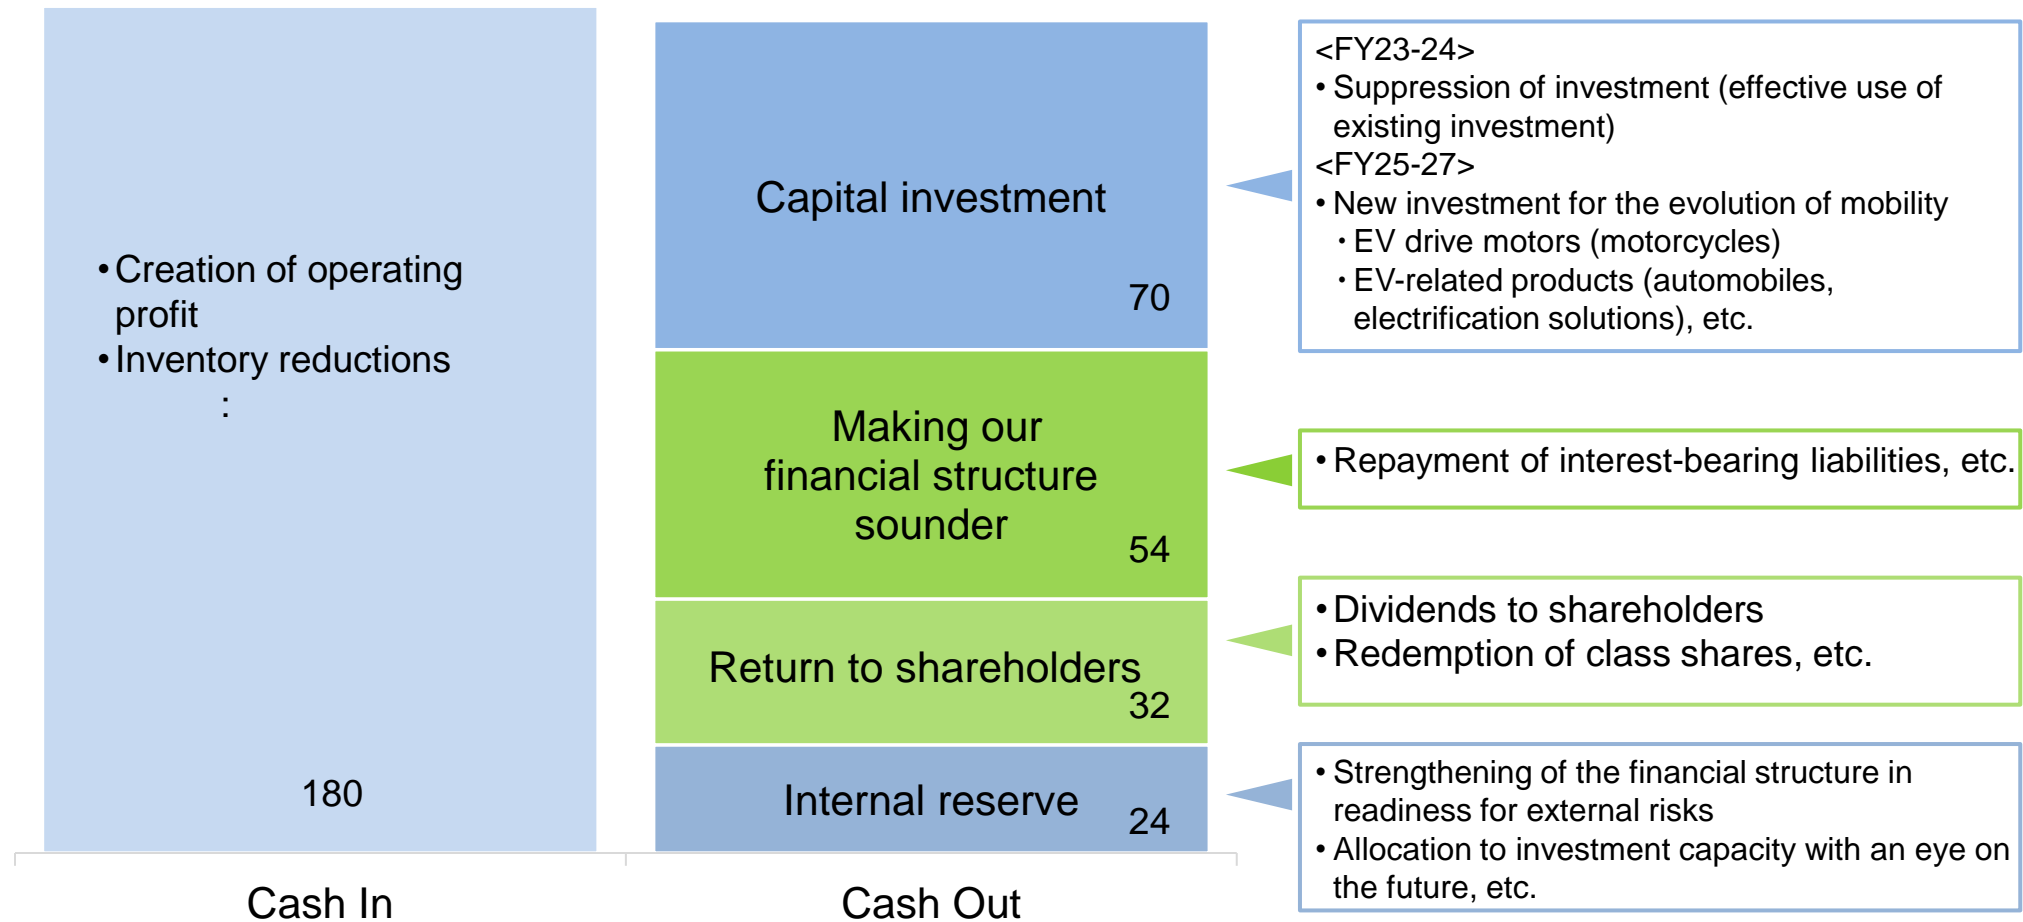 • Creation of operating
profit
• Inventory reductions
:
180
Cash In
Capital investment
70
Making our
financial structure
sounder
54
Return to shareholders
32
Internal reserve
24
Cash Out
<FY23-24>
• Suppression of investment (effective use of
existing investment)
<FY25-27>
• New investment for the evolution of mobility
・EV drive motors (motorcycles)
・EV-related products (automobiles,
electrification solutions), etc.
• Repayment of interest-bearing liabilities, etc.
• Dividends to shareholders
• Redemption of class shares, etc.
• Strengthening of the financial structure in
readiness for external risks
• Allocation to investment capacity with an eye on
the future, etc.